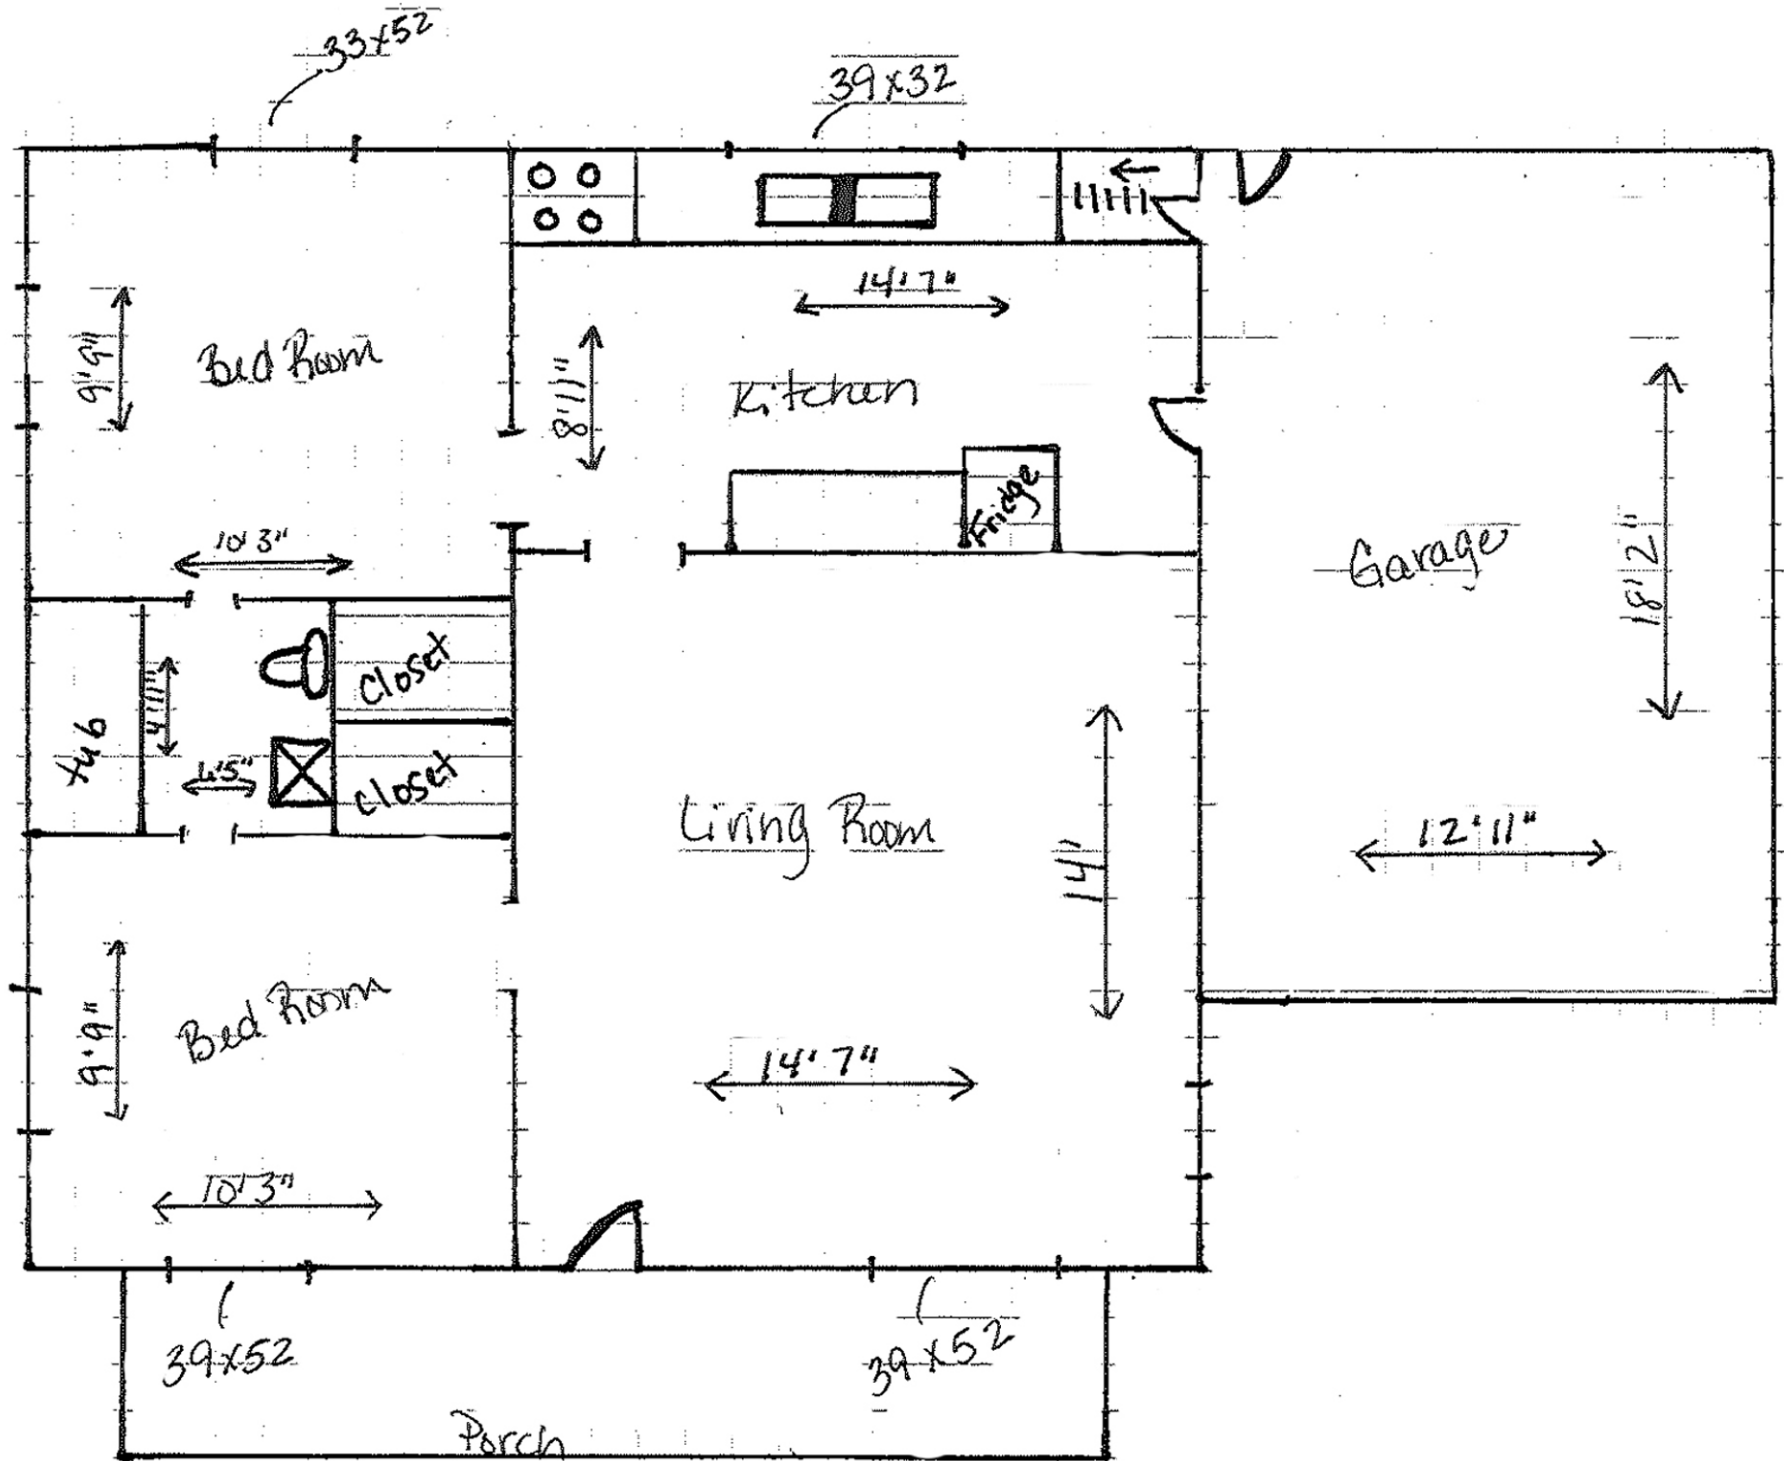 33x52
39x32
14'7"
9'9"
Bed Room
8'11"
Kitchen
Fridge
10'3"
Garage
18'2"
Closet
4'11"
tub
4'5"
Closet
Living Room
14'
12'11"
9'9"
Bed Room
14'7"
10'3"
39x52
39x52
Porch